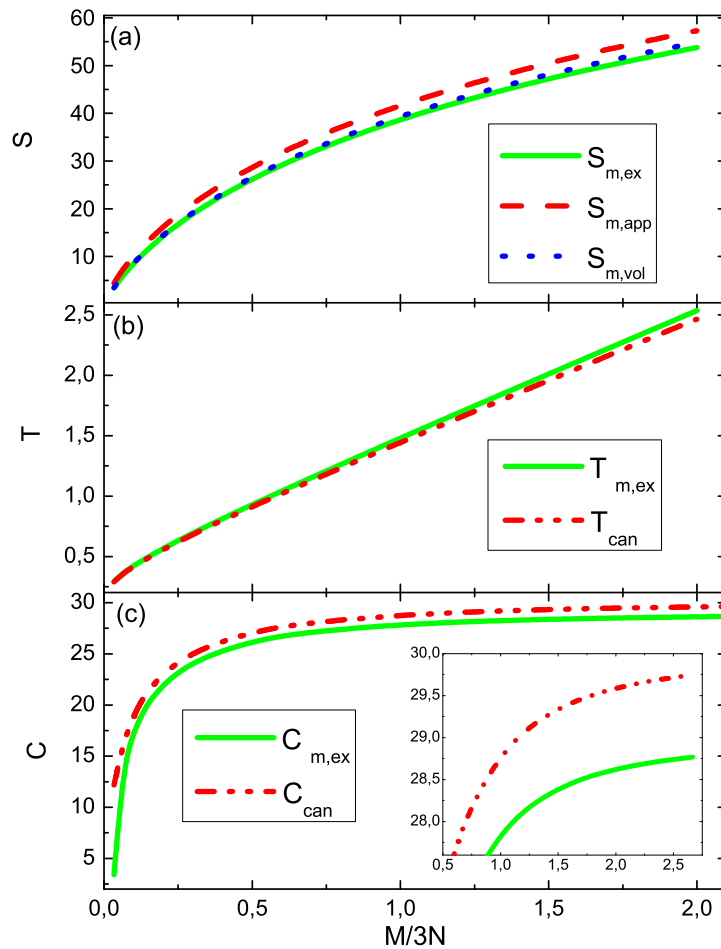 (a)
60
50
40
30
20
10
S
S m,ex
S m,app
S m,vol
(b)
2,5
2,0
1,5
1,0
0,5
T
T m,ex
T can
(c)
30
25
20
15
10
5
C
C m,ex
C can
30,0
29,5
29,0
28,5
28,0
0,5 1,0 1,5 2,0 2,5
0,0 0,5 1,0 1,5 2,0
M/3N